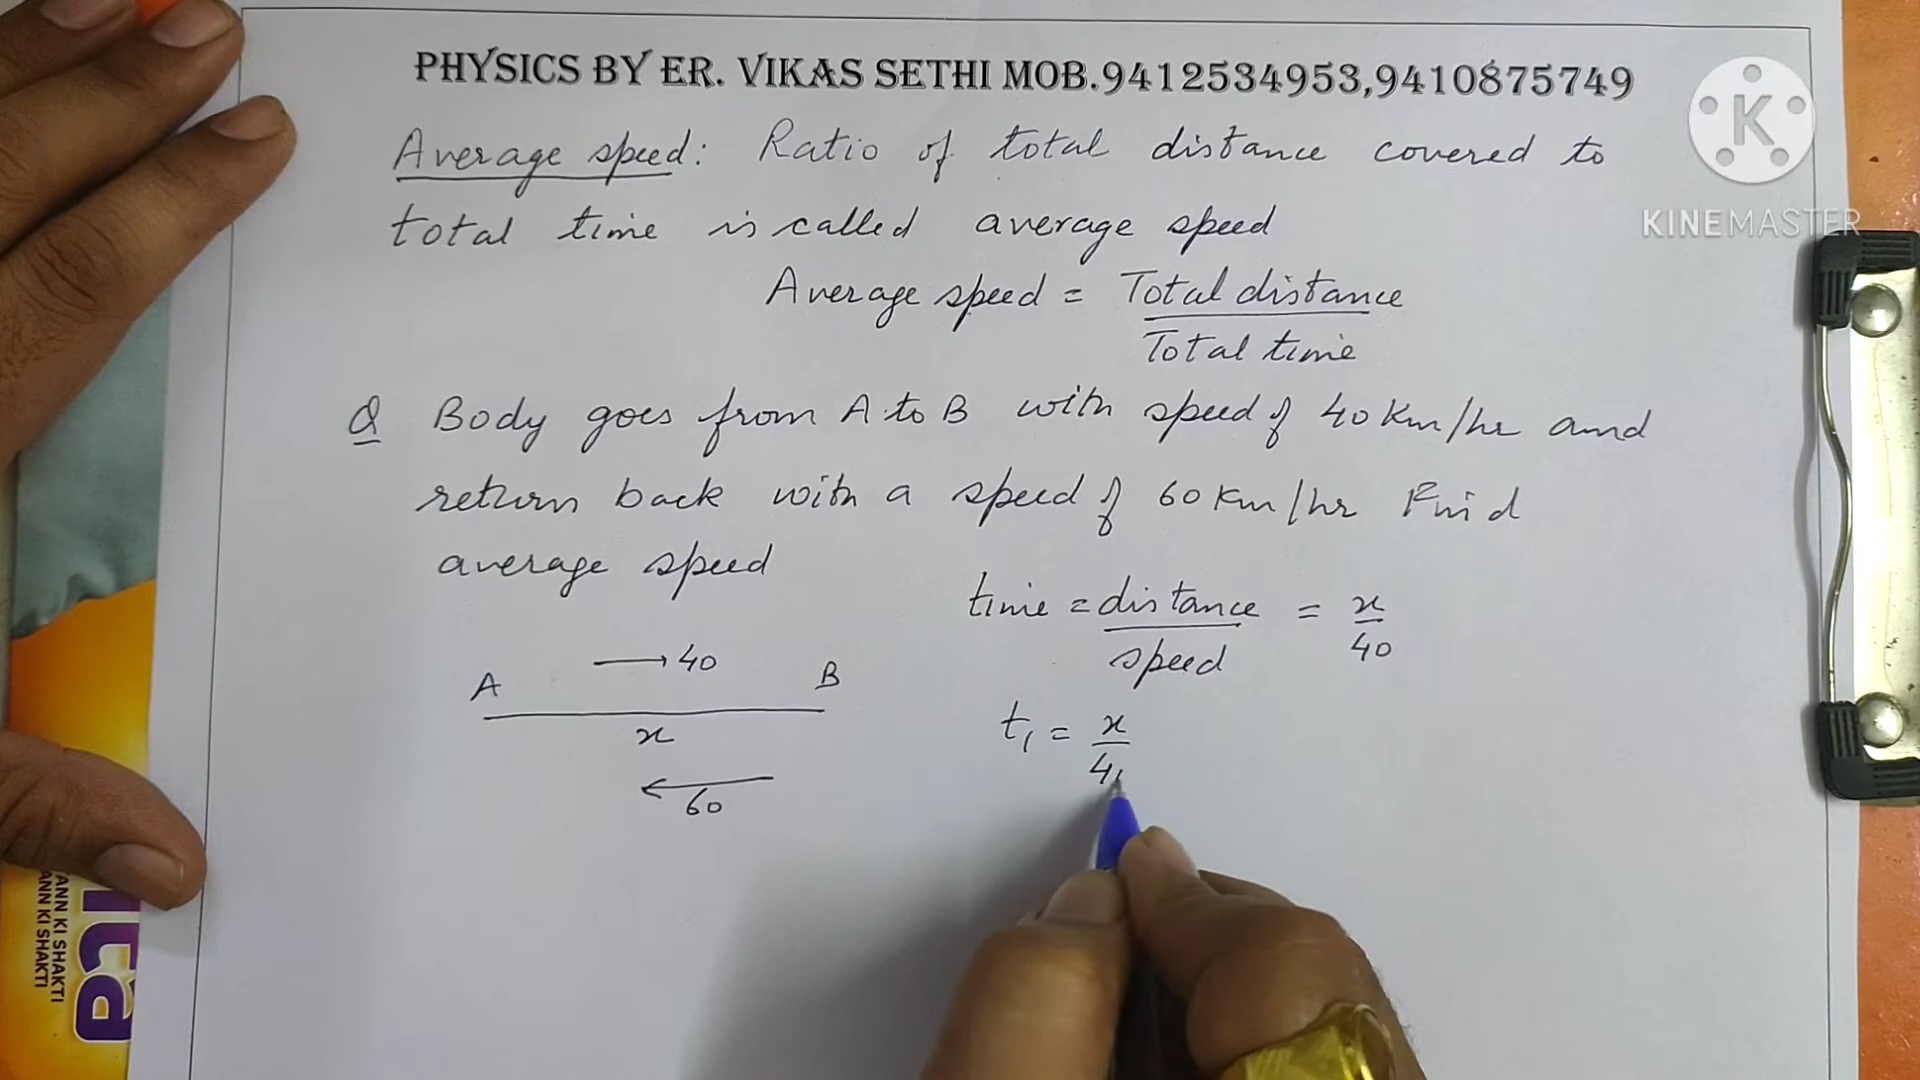 PHYSICS BY ER. VIKAS SETHI MOB.9412534953,9410875749
K
KINEMASTER
Average speed: Ratio of total distance covered to
total time is called average speed
Average speed = Total distance
Total time
Q Body goes from A to B with speed of 40 Km/hr and
return back with a speed of 60 Km/hr Find
average speed
time = distance = x
speed 40
→ 40
A B
x
← 60
t₁ = x
4
ANN KI SHAKTI
ANN KI SHAKTI